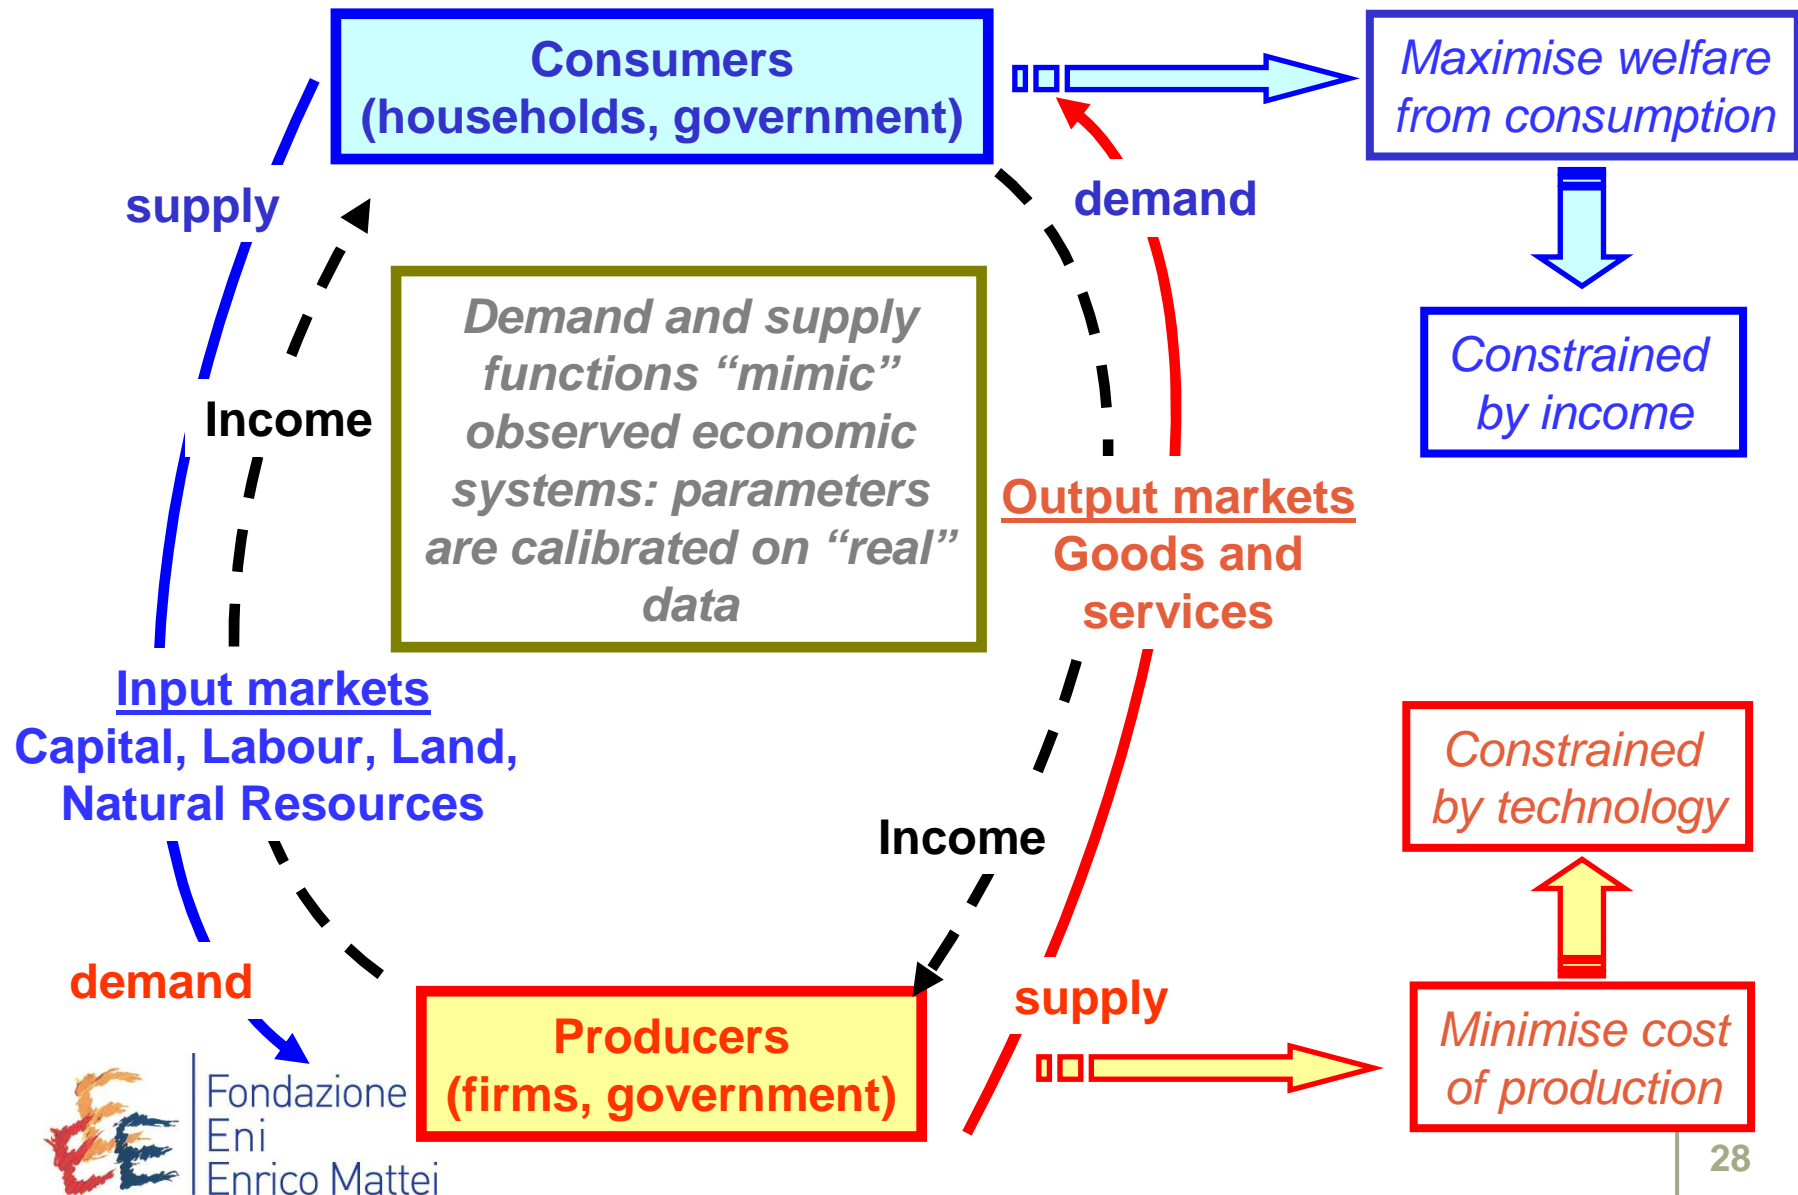 Consumers
(households, government)
Maximise welfare
from consumption
supply
demand
Constrained
by income
Demand and supply
functions “mimic”
observed economic
systems: parameters
are calibrated on “real”
data
Income
Output markets
Goods and
services
Input markets
Capital, Labour, Land,
Natural Resources
Constrained
by technology
Income
demand
supply
Producers
(firms, government)
Minimise cost
of production
Fondazione
Eni
Enrico Mattei
28